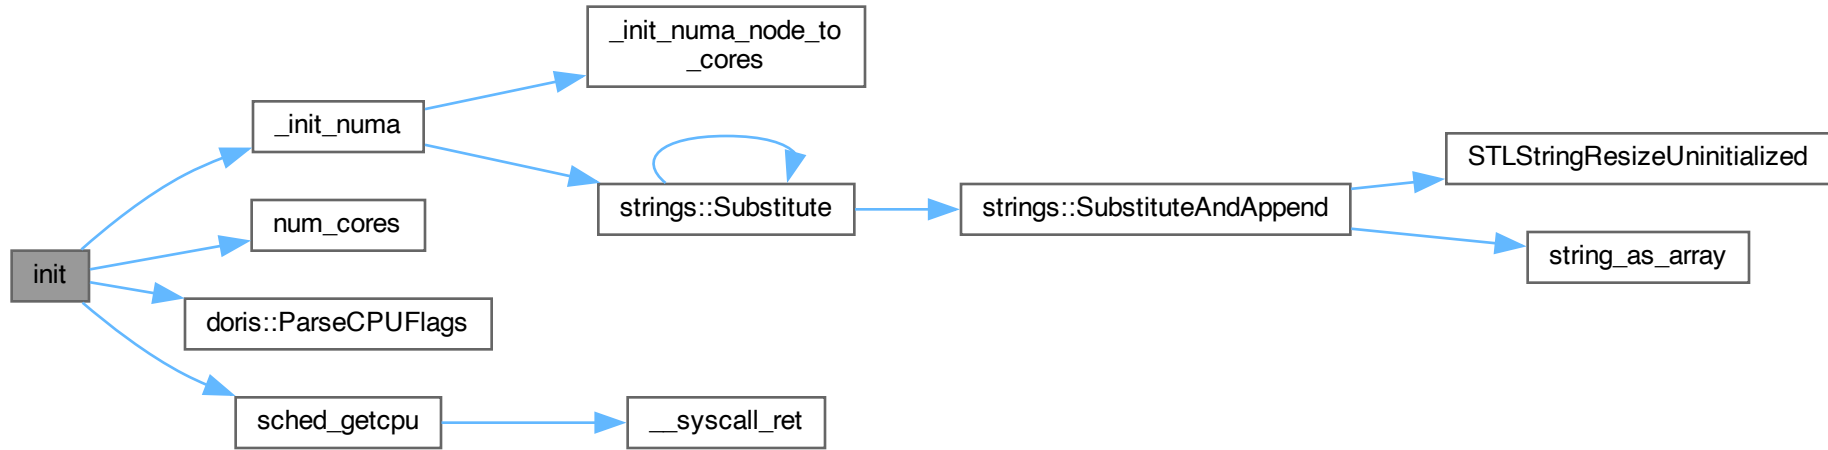 _init_numa_node_to
_cores
_init_numa
STLStringResizeUninitialized
strings::Substitute
strings::SubstituteAndAppend
num_cores
string_as_array
init
doris::ParseCPUFlags
sched_getcpu
__syscall_ret